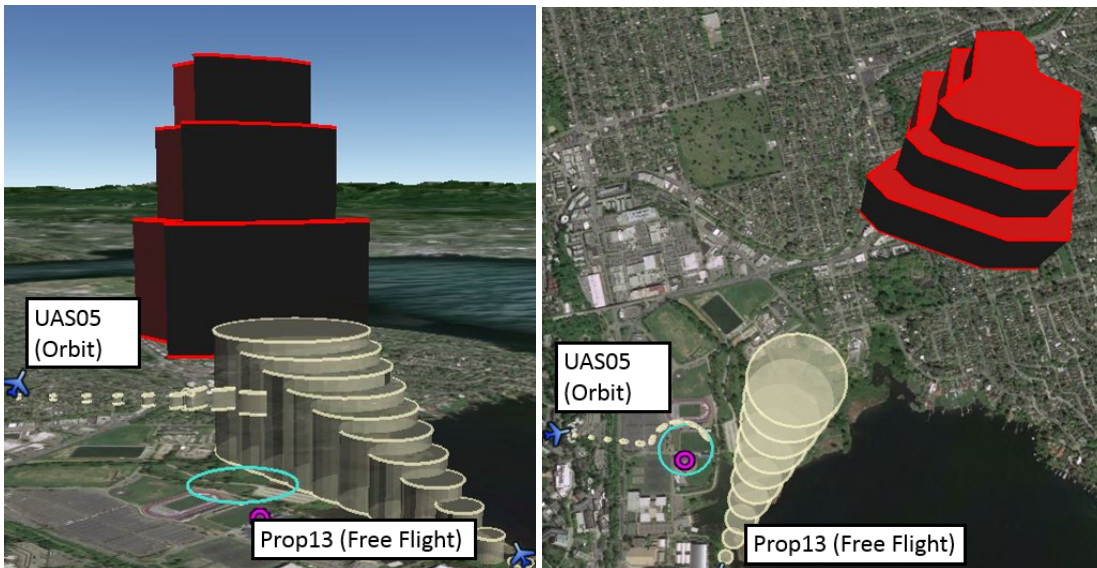 UAS05
(Orbit)
Prop13 (Free Flight)
UAS05
(Orbit)
Prop13 (Free Flight)